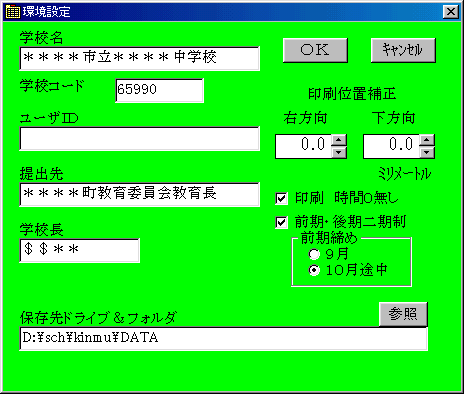 環境設定
学校名
＊＊＊＊市立＊＊＊＊中学校
OK
ｷｬﾝｾﾙ
学校コード
65990
印刷位置補正
ユーザID
右方向
下方向
0.0
0.0
ﾐﾘﾒｰﾄﾙ
提出先
＊＊＊＊町教育委員会教育長
印刷 時間0無し
前期・後期二期制
学校長
＄＄＊＊
前期締め
9月
10月途中
保存先ドライブ＆フォルダ
参照
D:¥sch¥kinmu¥DATA